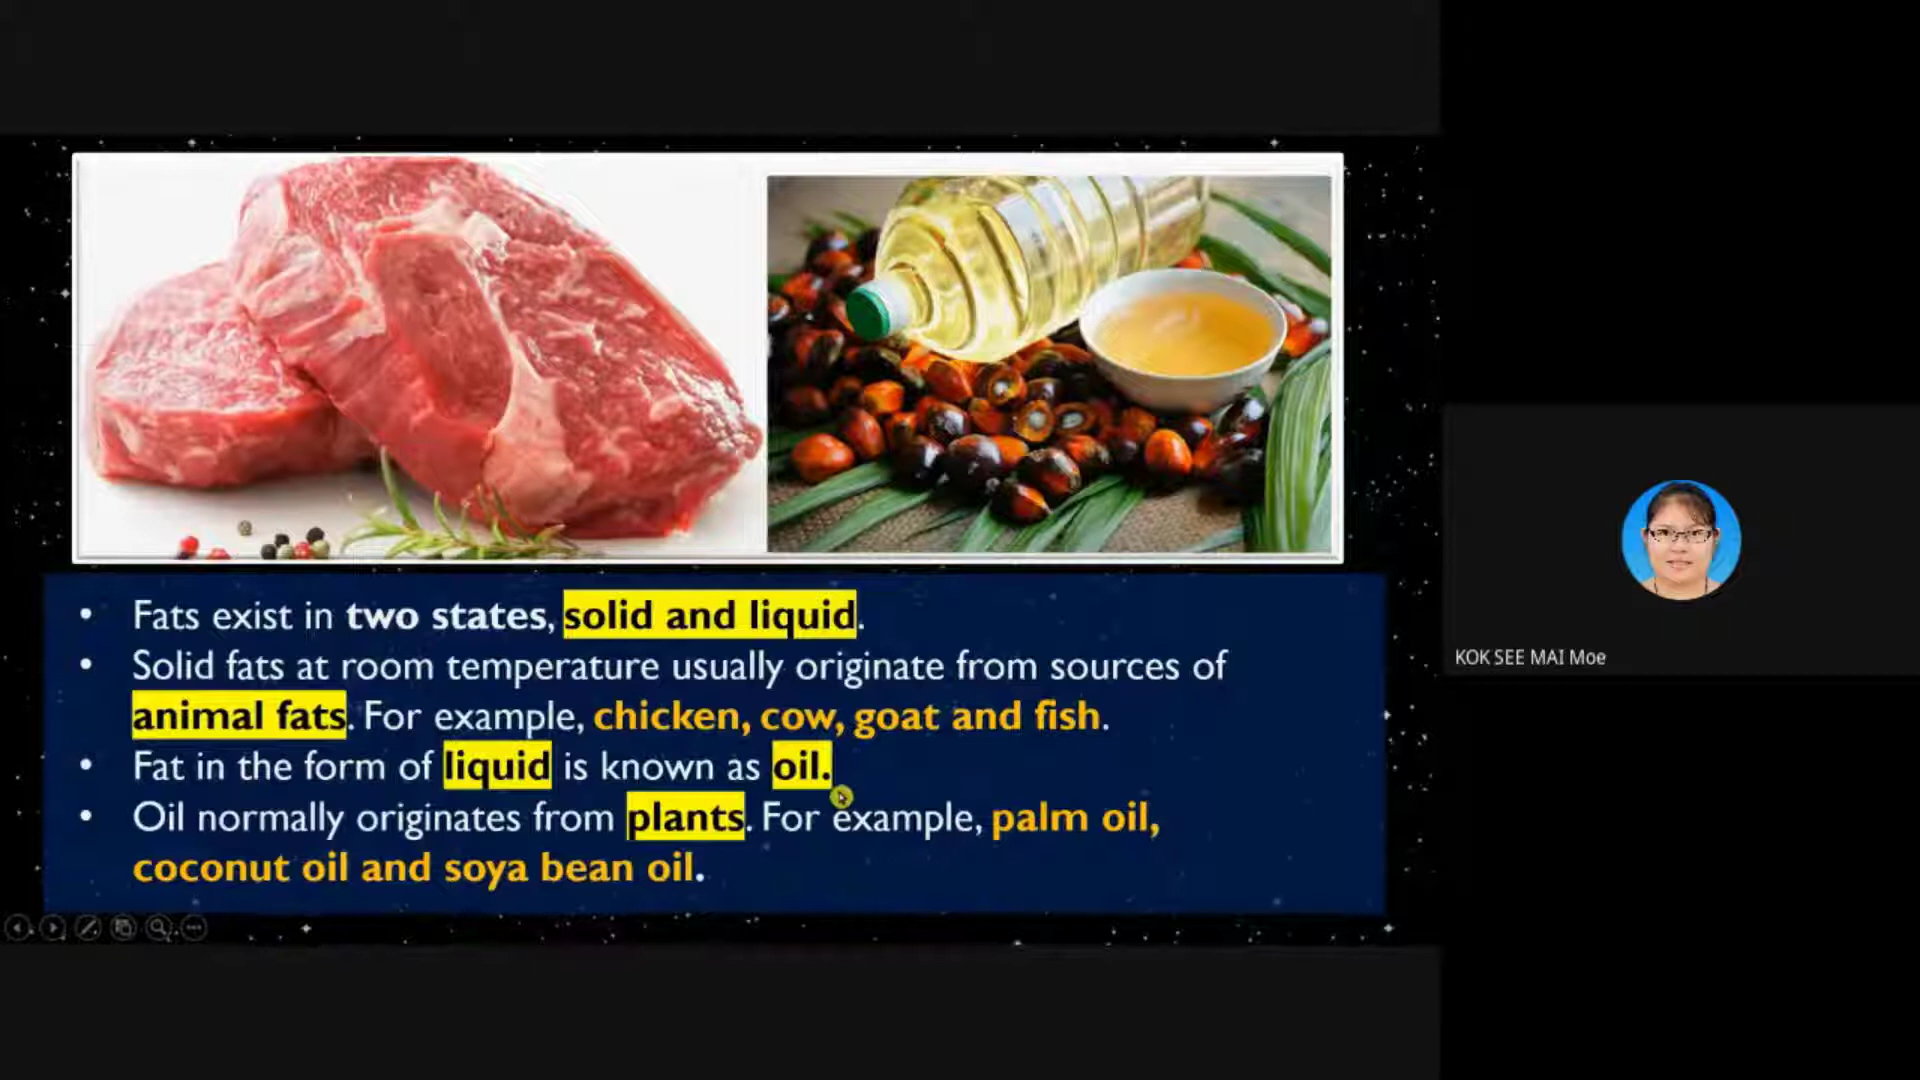 • Fats exist in two states, solid and liquid.
• Solid fats at room temperature usually originate from sources of
animal fats. For example, chicken, cow, goat and fish.
• Fat in the form of liquid is known as oil.
• Oil normally originates from plants. For example, palm oil,
coconut oil and soya bean oil.
KOK SEE MAI Moe